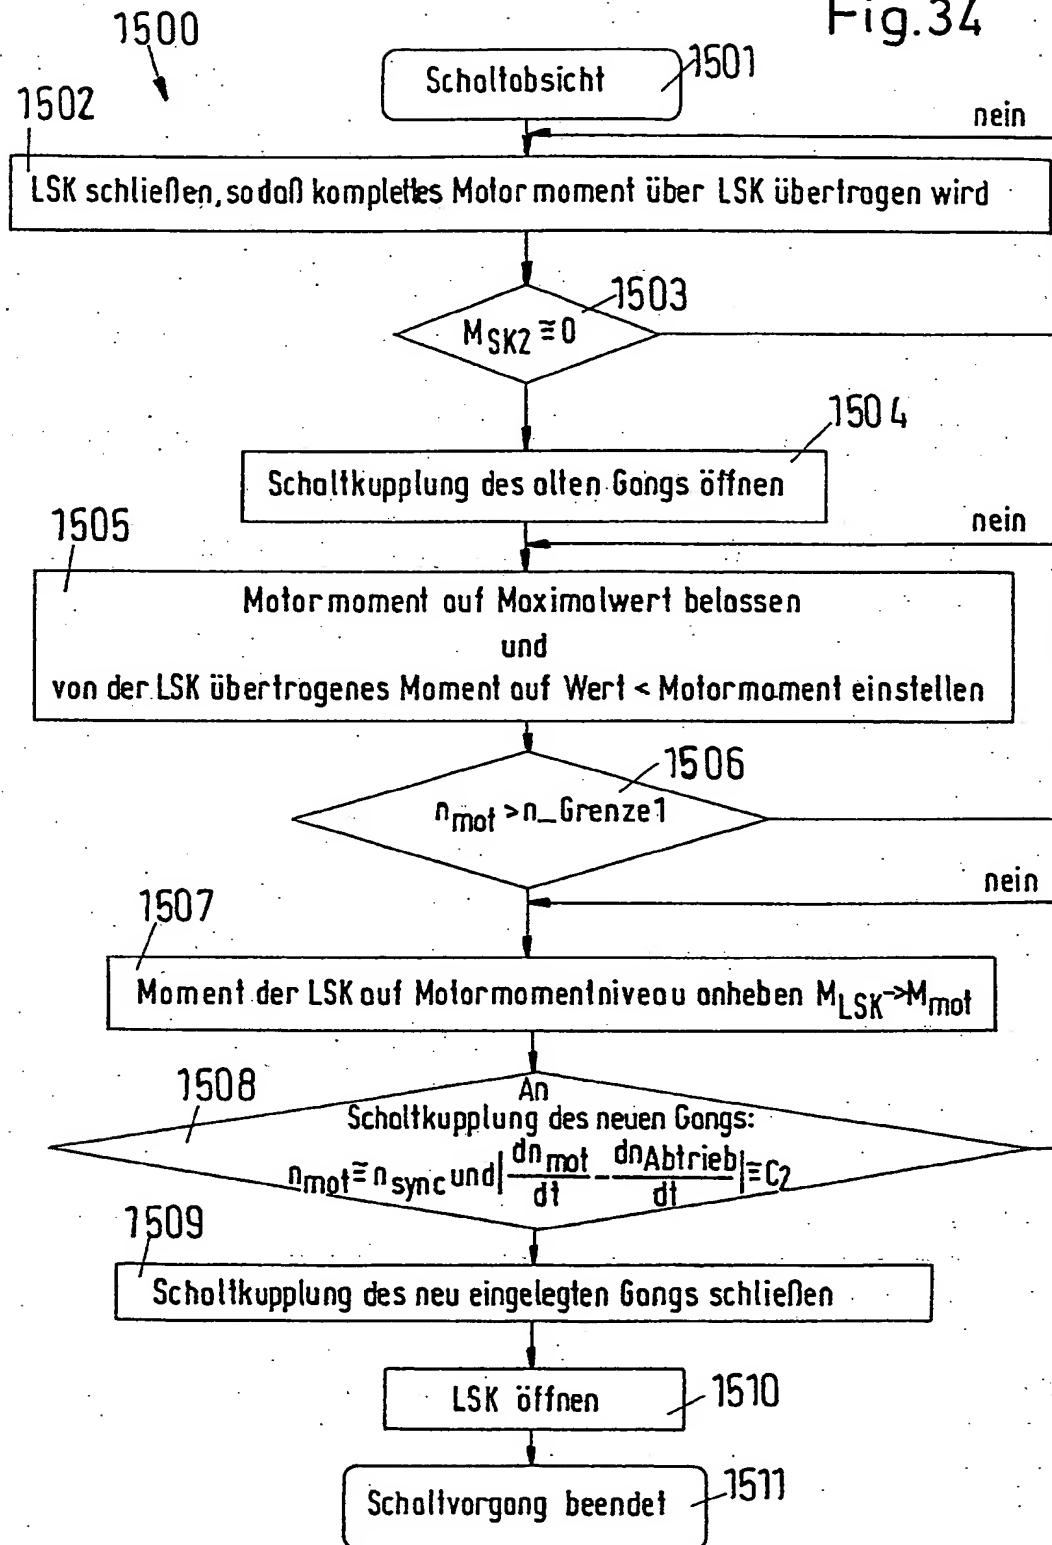 Fig.34
1500
Schaltabsicht
1501
nein
1502
LSK schließen, so daß komplettes Motormoment über LSK übertragen wird
1503
M_SK2 ≅ 0
1504
Schaltkupplung des alten Gangs öffnen
nein
1505
Motormoment auf Maximalwert belassen
und
von der LSK übertragenes Moment auf Wert < Motormoment einstellen
1506
n_mot > n_Grenze1
nein
1507
Moment der LSK auf Motormomentniveau anheben M_LSK -> M_mot
1508
An
Schaltkupplung des neuen Gangs:
n_mot ≅ n_sync und |dn_mot/dt - dn_Abtrieb/dt| ≅ C_2
1509
Schaltkupplung des neu eingelegten Gangs schließen
LSK öffnen
1510
Schaltvorgang beendet
1511